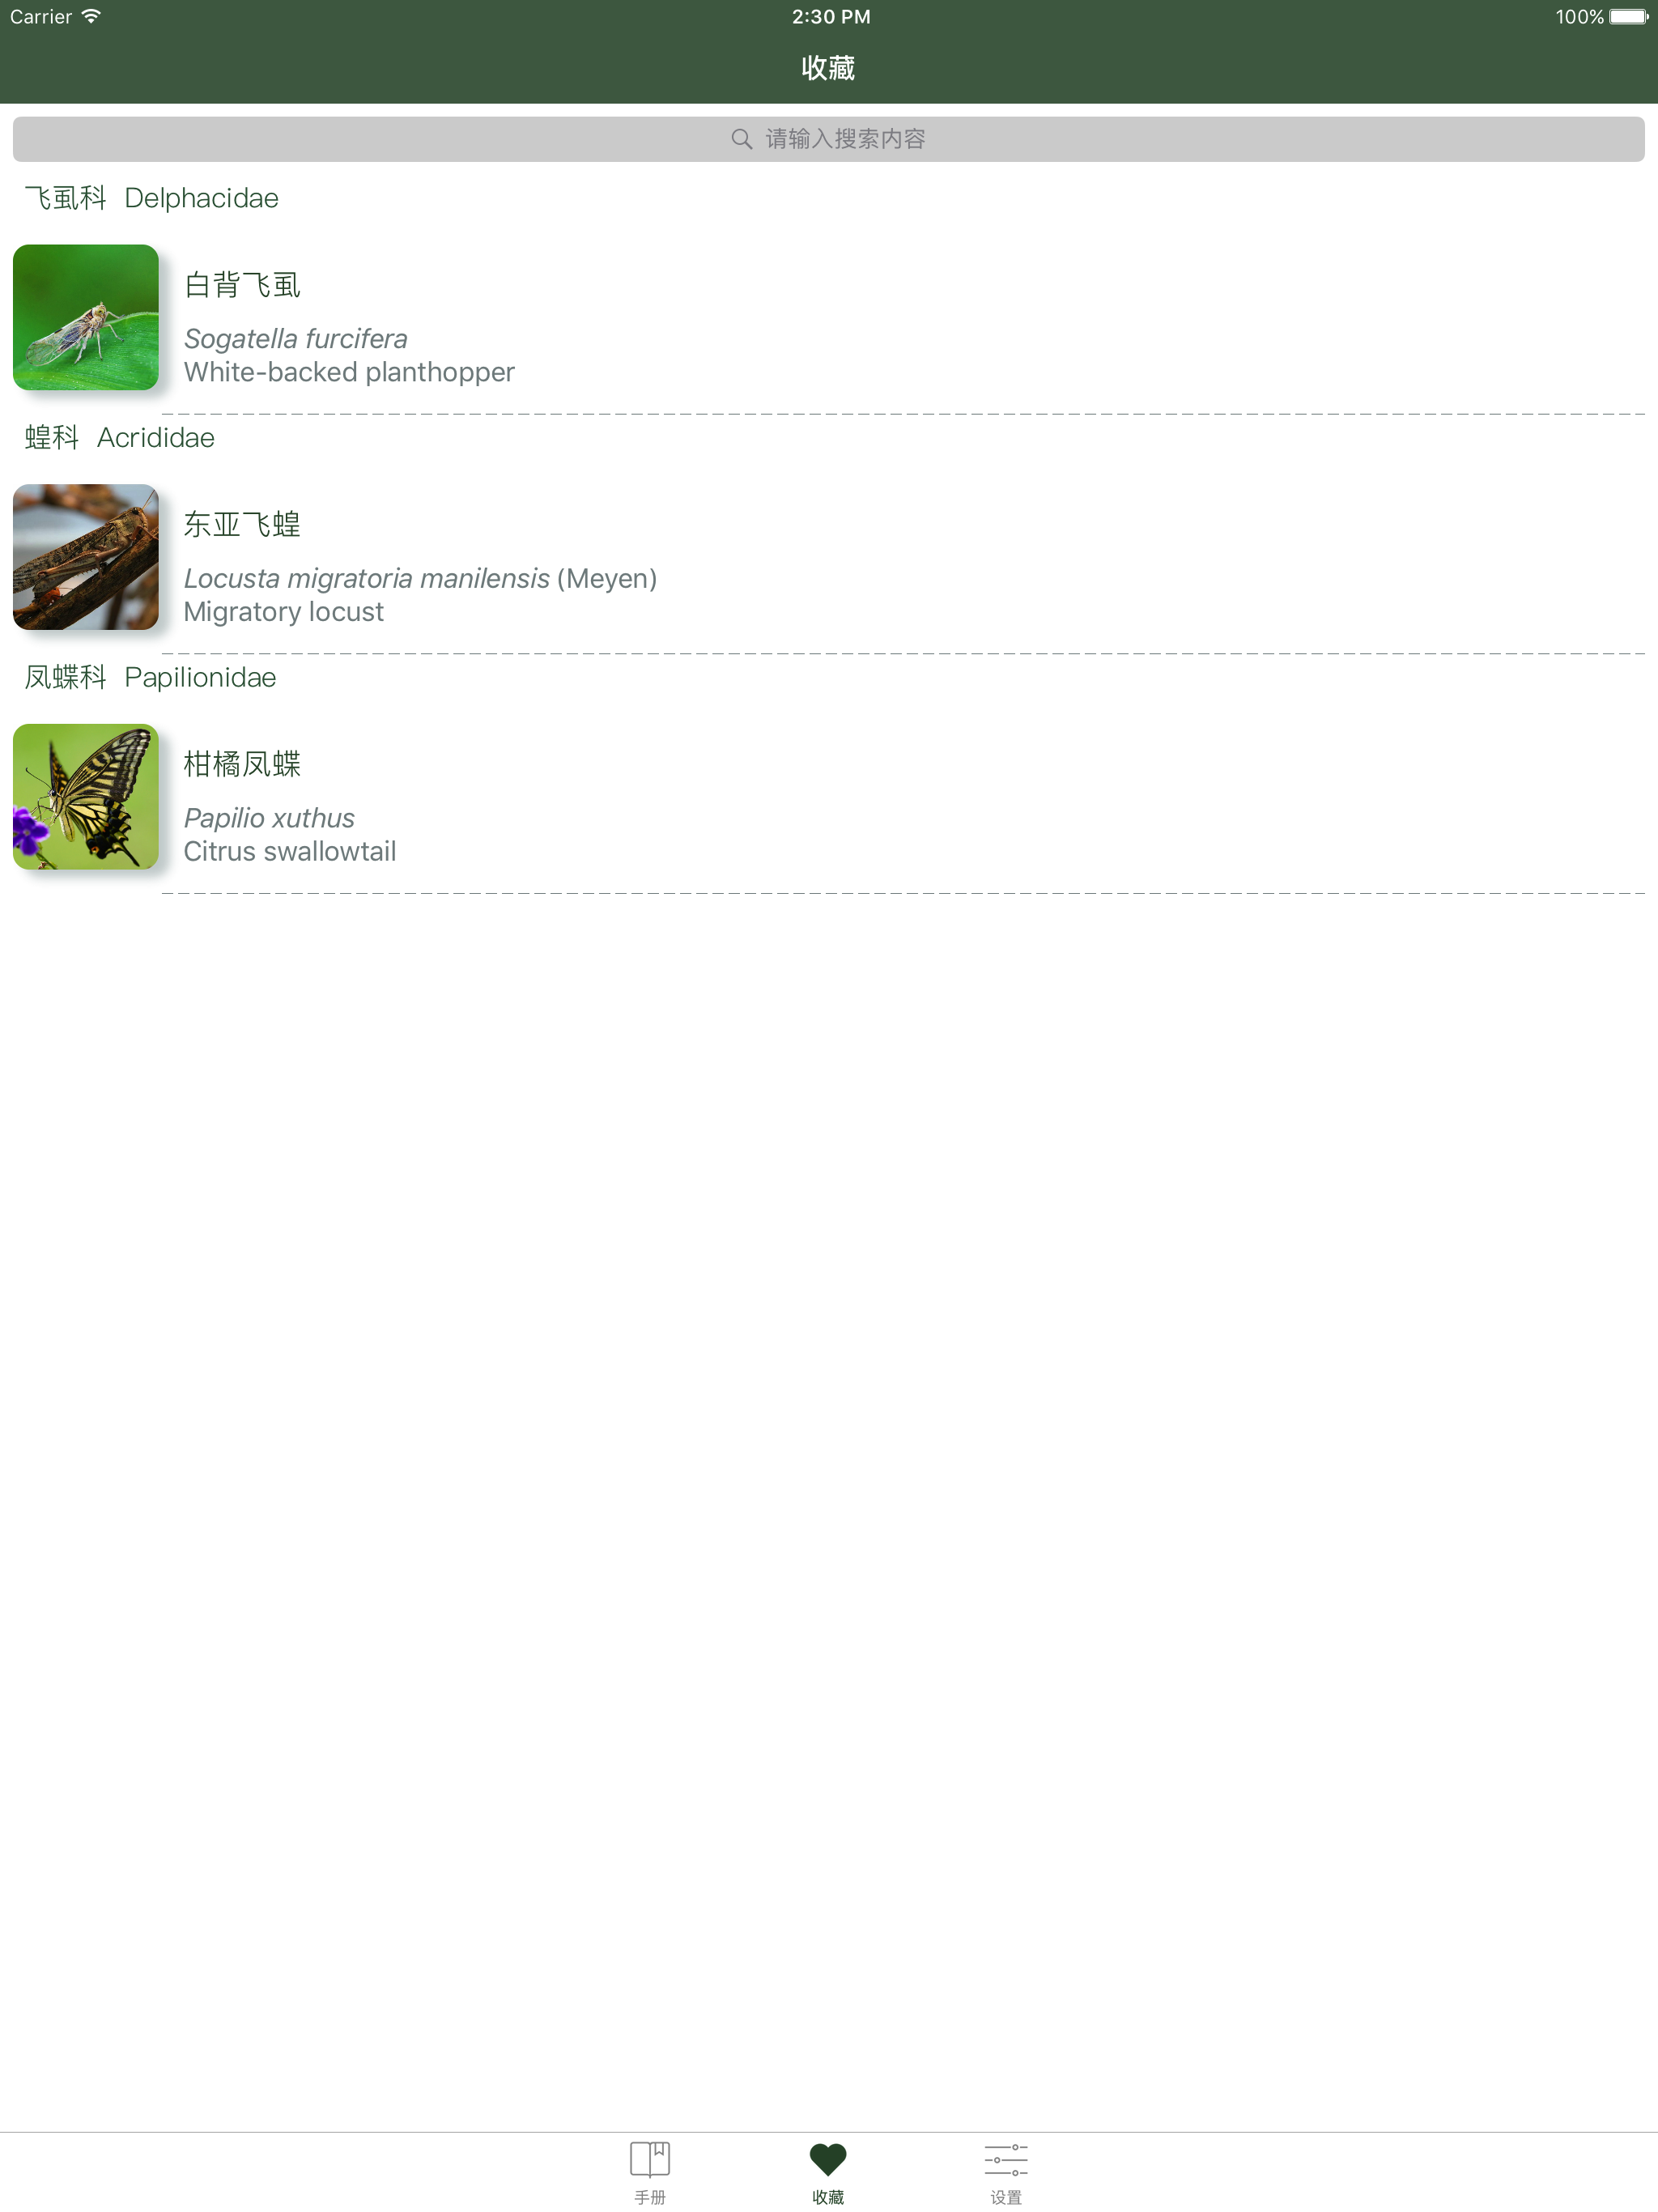 Carrier
2:30 PM
100%
收藏
请输入搜索内容
飞虱科 Delphacidae
白背飞虱
Sogatella furcifera
White-backed planthopper
蝗科 Acrididae
东亚飞蝗
Locusta migratoria manilensis (Meyen)
Migratory locust
凤蝶科 Papilionidae
柑橘凤蝶
Papilio xuthus
Citrus swallowtail
手册
收藏
设置